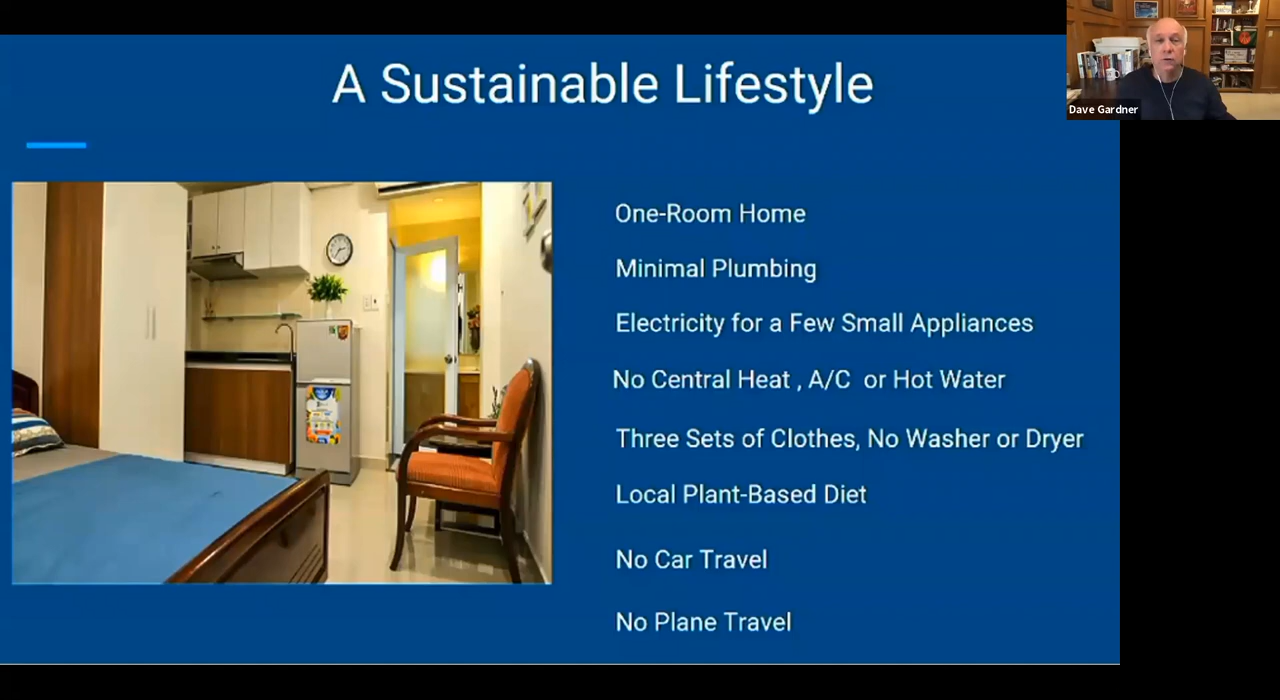 A Sustainable Lifestyle
One-Room Home
Minimal Plumbing
Electricity for a Few Small Appliances
No Central Heat , A/C or Hot Water
Three Sets of Clothes, No Washer or Dryer
Local Plant-Based Diet
No Car Travel
No Plane Travel
Dave Gardner